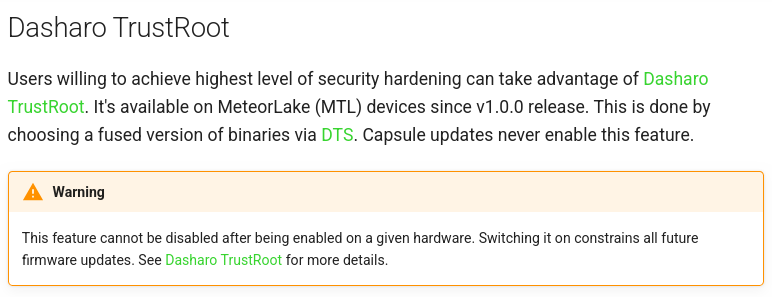 Dasharo TrustRoot
Users willing to achieve highest level of security hardening can take advantage of Dasharo
TrustRoot. It's available on MeteorLake (MTL) devices since v1.0.0 release. This is done by
choosing a fused version of binaries via DTS. Capsule updates never enable this feature.
Warning
This feature cannot be disabled after being enabled on a given hardware. Switching it on constrains all future
firmware updates. See Dasharo TrustRoot for more details.